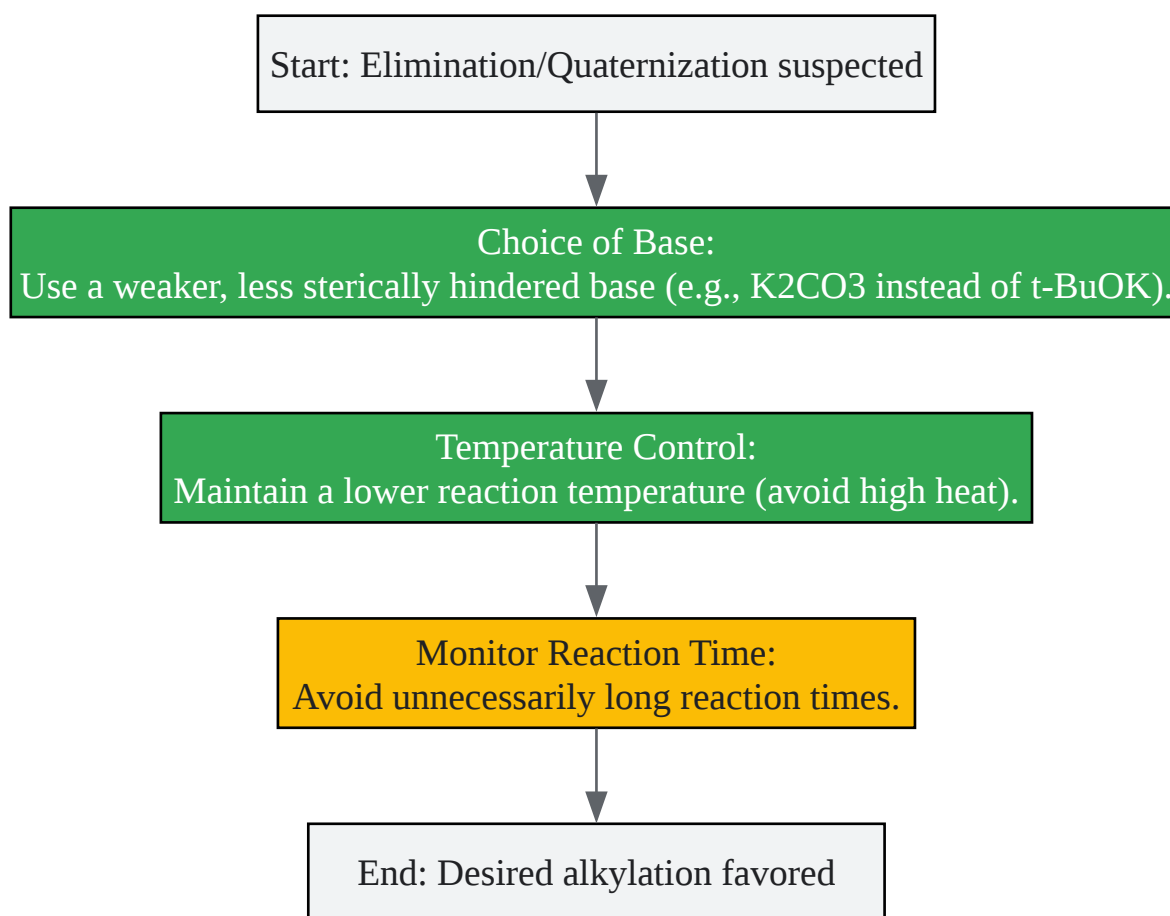 Start: Elimination/Quaternization suspected
Choice of Base:
Use a weaker, less sterically hindered base (e.g., K2CO3 instead of t-BuOK).
Temperature Control:
Maintain a lower reaction temperature (avoid high heat).
Monitor Reaction Time:
Avoid unnecessarily long reaction times.
End: Desired alkylation favored